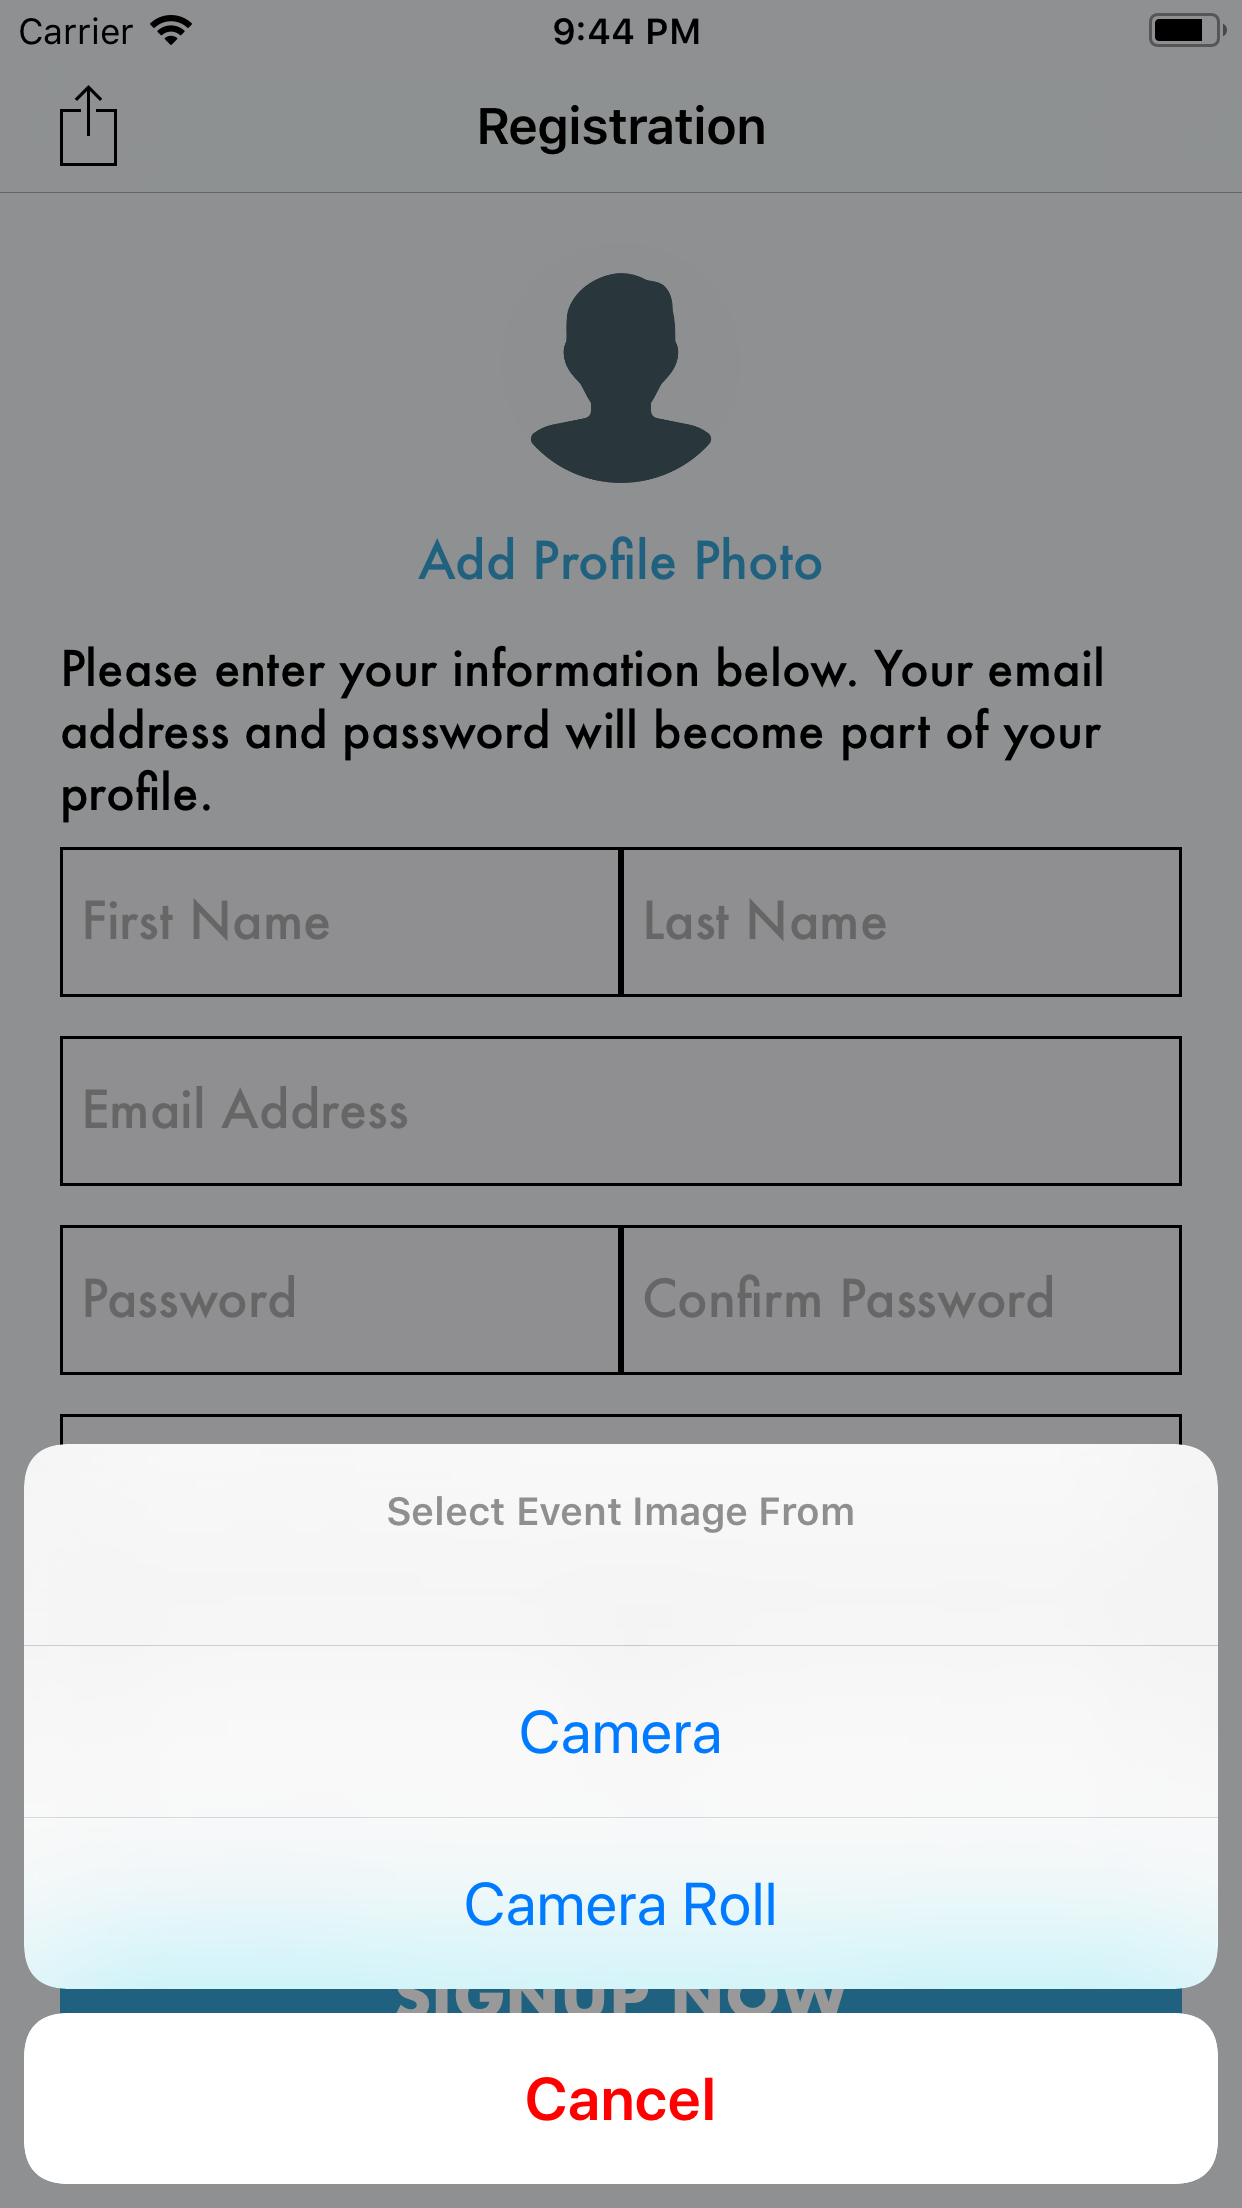 Carrier 9:44 PM
Registration
Add Profile Photo
Please enter your information below. Your email
address and password will become part of your
profile.
First Name Last Name
Email Address
Password Confirm Password
Select Event Image From
Camera
Camera Roll
SIGNUP NOW
Cancel